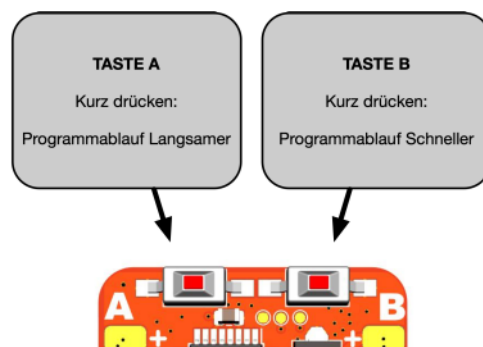 TASTE A
Kurz drücken:
Programmablauf Langsamer
TASTE B
Kurz drücken:
Programmablauf Schneller
A
B
+
+